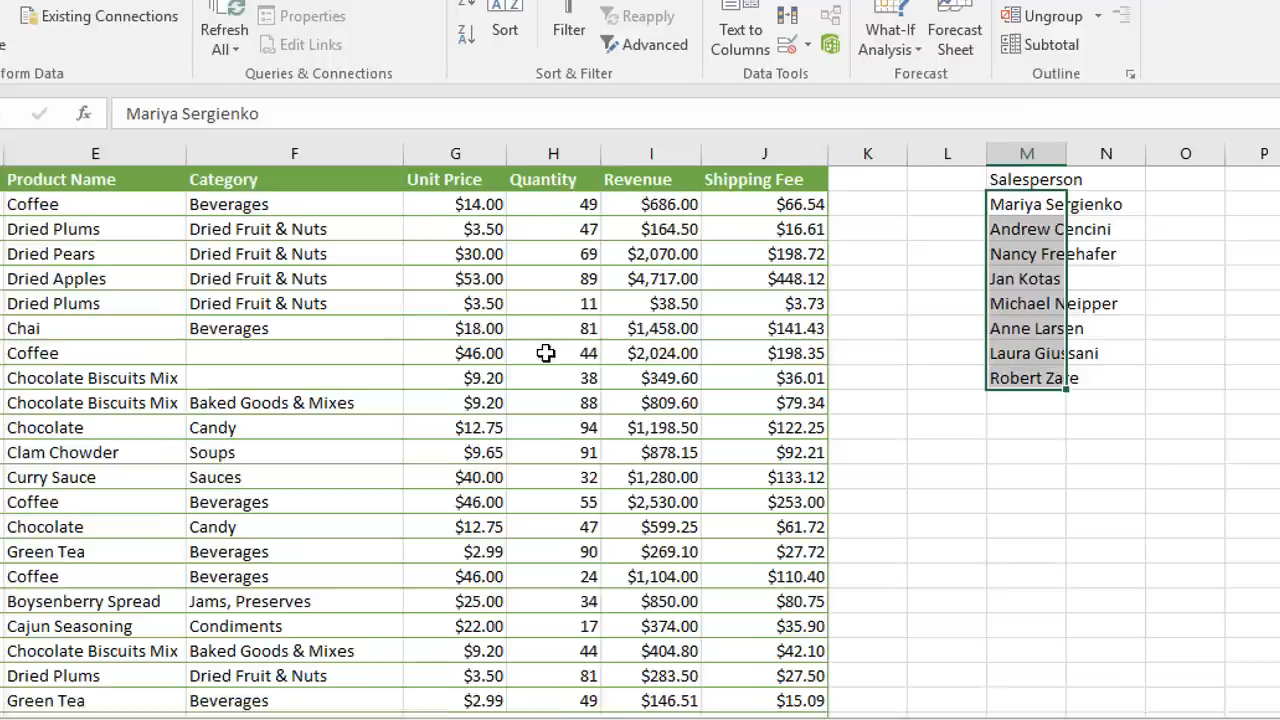 Existing Connections
Refresh
All
Properties
Edit Links
Sort
Filter
Reapply
Advanced
Text to
Columns
What-If
Analysis
Forecast
Sheet
Ungroup
Subtotal
form Data
Queries & Connections
Sort & Filter
Data Tools
Forecast
Outline
fx Mariya Sergienko
E F G H I J K L M N O P
Product Name Category Unit Price Quantity Revenue Shipping Fee Salesperson
Coffee Beverages $14.00 49 $686.00 $66.54 Mariya Sergienko
Dried Plums Dried Fruit & Nuts $3.50 47 $164.50 $16.61 Andrew Cencini
Dried Pears Dried Fruit & Nuts $30.00 69 $2,070.00 $198.72 Nancy Freehafer
Dried Apples Dried Fruit & Nuts $53.00 89 $4,717.00 $448.12 Jan Kotas
Dried Plums Dried Fruit & Nuts $3.50 11 $38.50 $3.73 Michael Neipper
Chai Beverages $18.00 81 $1,458.00 $141.43 Anne Larsen
Coffee $46.00 44 $2,024.00 $198.35 Laura Giussani
Chocolate Biscuits Mix $9.20 38 $349.60 $36.01 Robert Zare
Chocolate Biscuits Mix Baked Goods & Mixes $9.20 88 $809.60 $79.34
Chocolate Candy $12.75 94 $1,198.50 $122.25
Clam Chowder Soups $9.65 91 $878.15 $92.21
Curry Sauce Sauces $40.00 32 $1,280.00 $133.12
Coffee Beverages $46.00 55 $2,530.00 $253.00
Chocolate Candy $12.75 47 $599.25 $61.72
Green Tea Beverages $2.99 90 $269.10 $27.72
Coffee Beverages $46.00 24 $1,104.00 $110.40
Boysenberry Spread Jams, Preserves $25.00 34 $850.00 $80.75
Cajun Seasoning Condiments $22.00 17 $374.00 $35.90
Chocolate Biscuits Mix Baked Goods & Mixes $9.20 44 $404.80 $42.10
Dried Plums Dried Fruit & Nuts $3.50 81 $283.50 $27.50
Green Tea Beverages $2.99 49 $146.51 $15.09